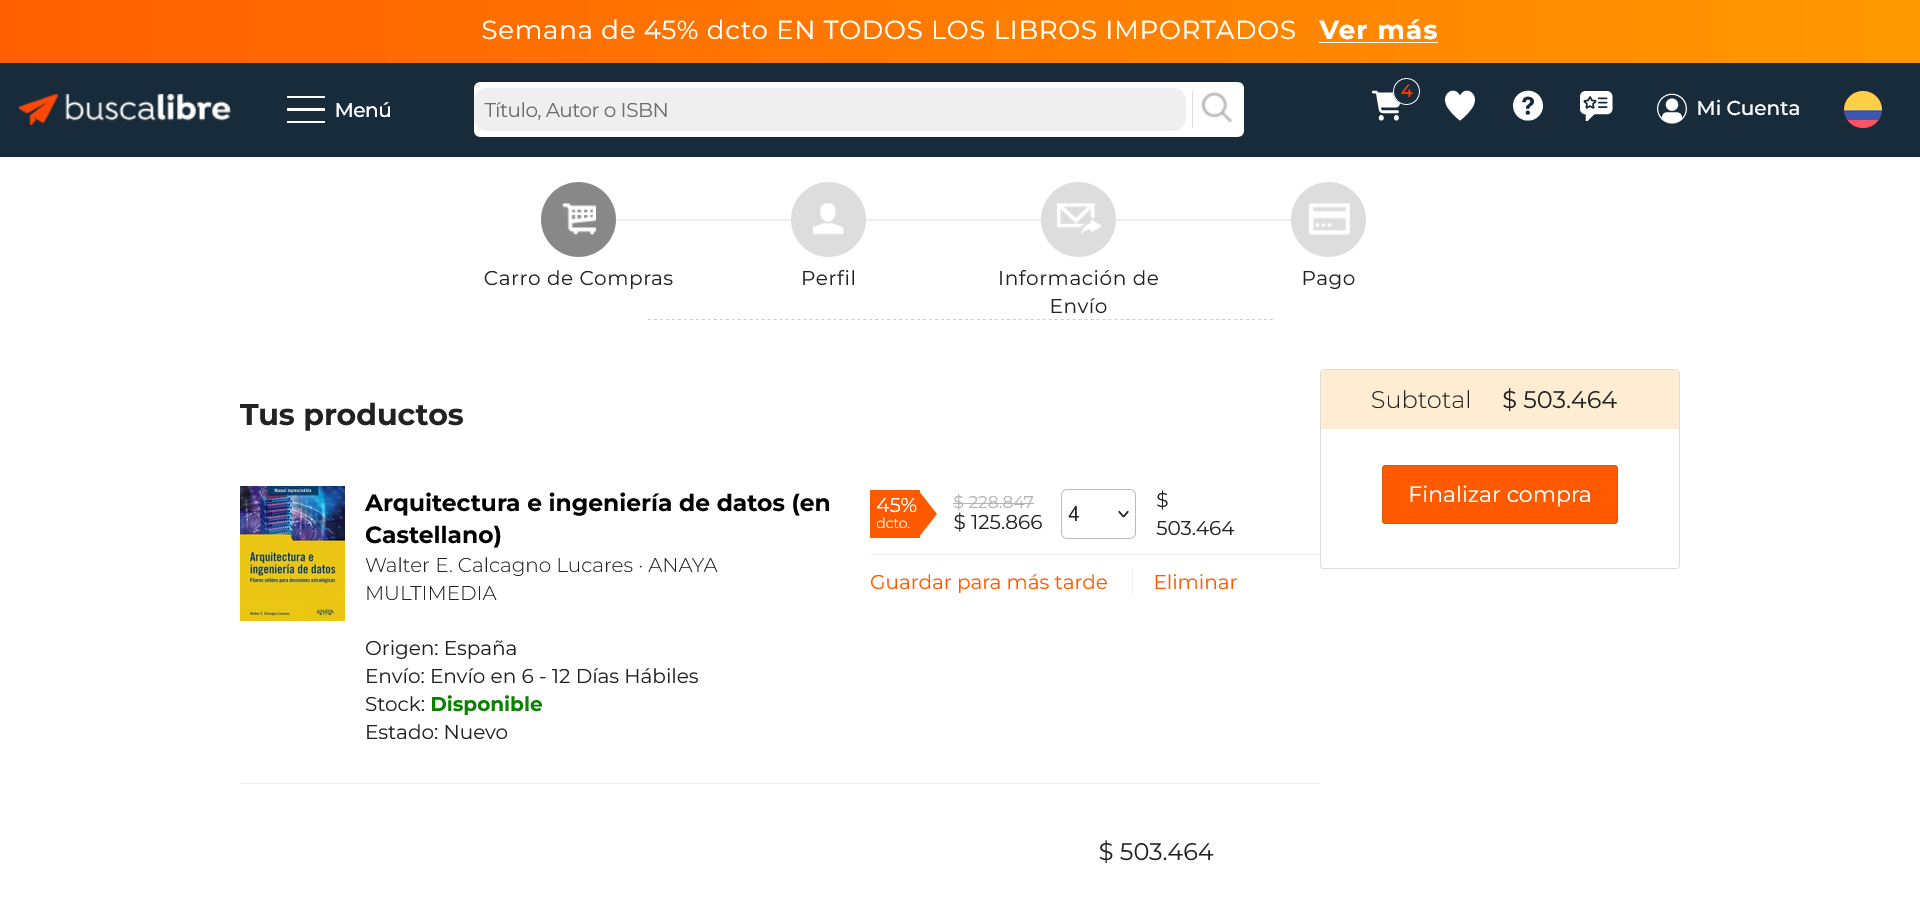 Semana de 45% dcto EN TODOS LOS LIBROS IMPORTADOS Ver más
buscalibre
Menú
Título, Autor o ISBN
4
Mi Cuenta
Carro de Compras
Perfil
Información de
Envío
Pago
Subtotal $ 503.464
Finalizar compra
Tus productos
Manual imprescindible
Arquitectura e
ingeniería de datos
Pilares sólidos para decisiones estratégicas
Walter E. Calcagno Lucares
ANAYA
Arquitectura e ingeniería de datos (en
Castellano)
Walter E. Calcagno Lucares · ANAYA
MULTIMEDIA
Origen: España
Envío: Envío en 6 - 12 Días Hábiles
Stock: Disponible
Estado: Nuevo
45%
dcto.
$ 228.847
$ 125.866
4
$
503.464
Guardar para más tarde
Eliminar
$ 503.464